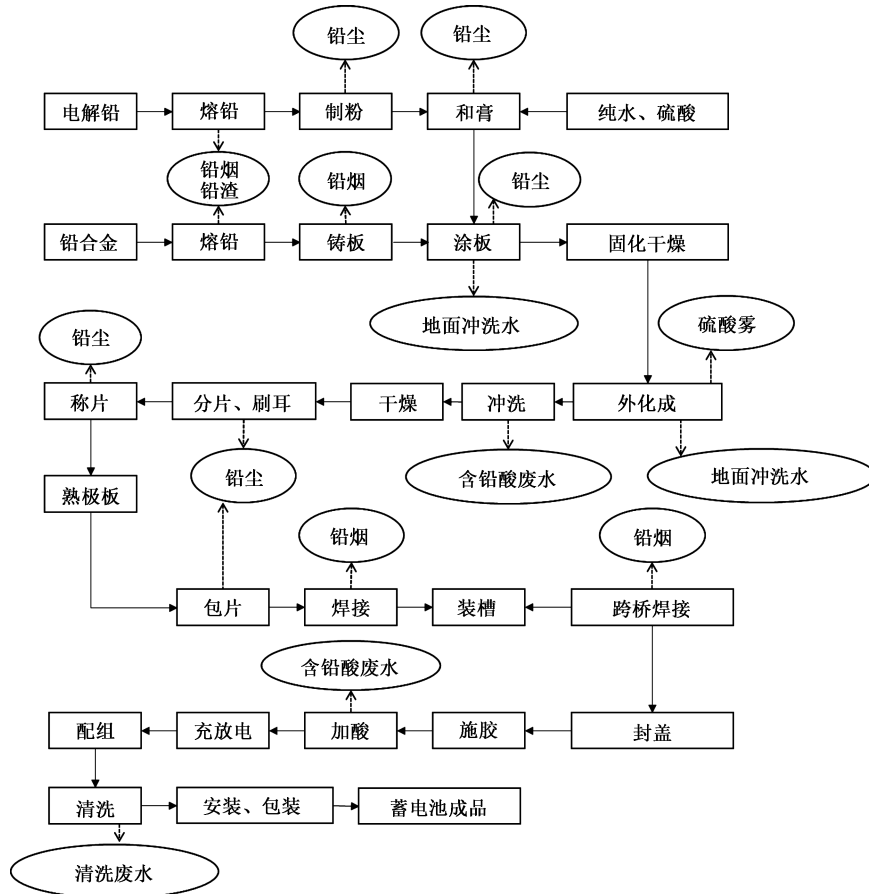 铅尘
铅尘
电解铅
熔铅
制粉
和膏
纯水、硫酸
铅烟
铅渣
铅烟
铅尘
铅合金
熔铅
铸板
涂板
固化干燥
地面冲洗水
硫酸雾
铅尘
称片
分片、刷耳
干燥
冲洗
外化成
铅尘
含铅酸废水
地面冲洗水
熟极板
铅烟
铅烟
包片
焊接
装槽
跨桥焊接
含铅酸废水
配组
充放电
加酸
施胶
封盖
清洗
安装、包装
蓄电池成品
清洗废水